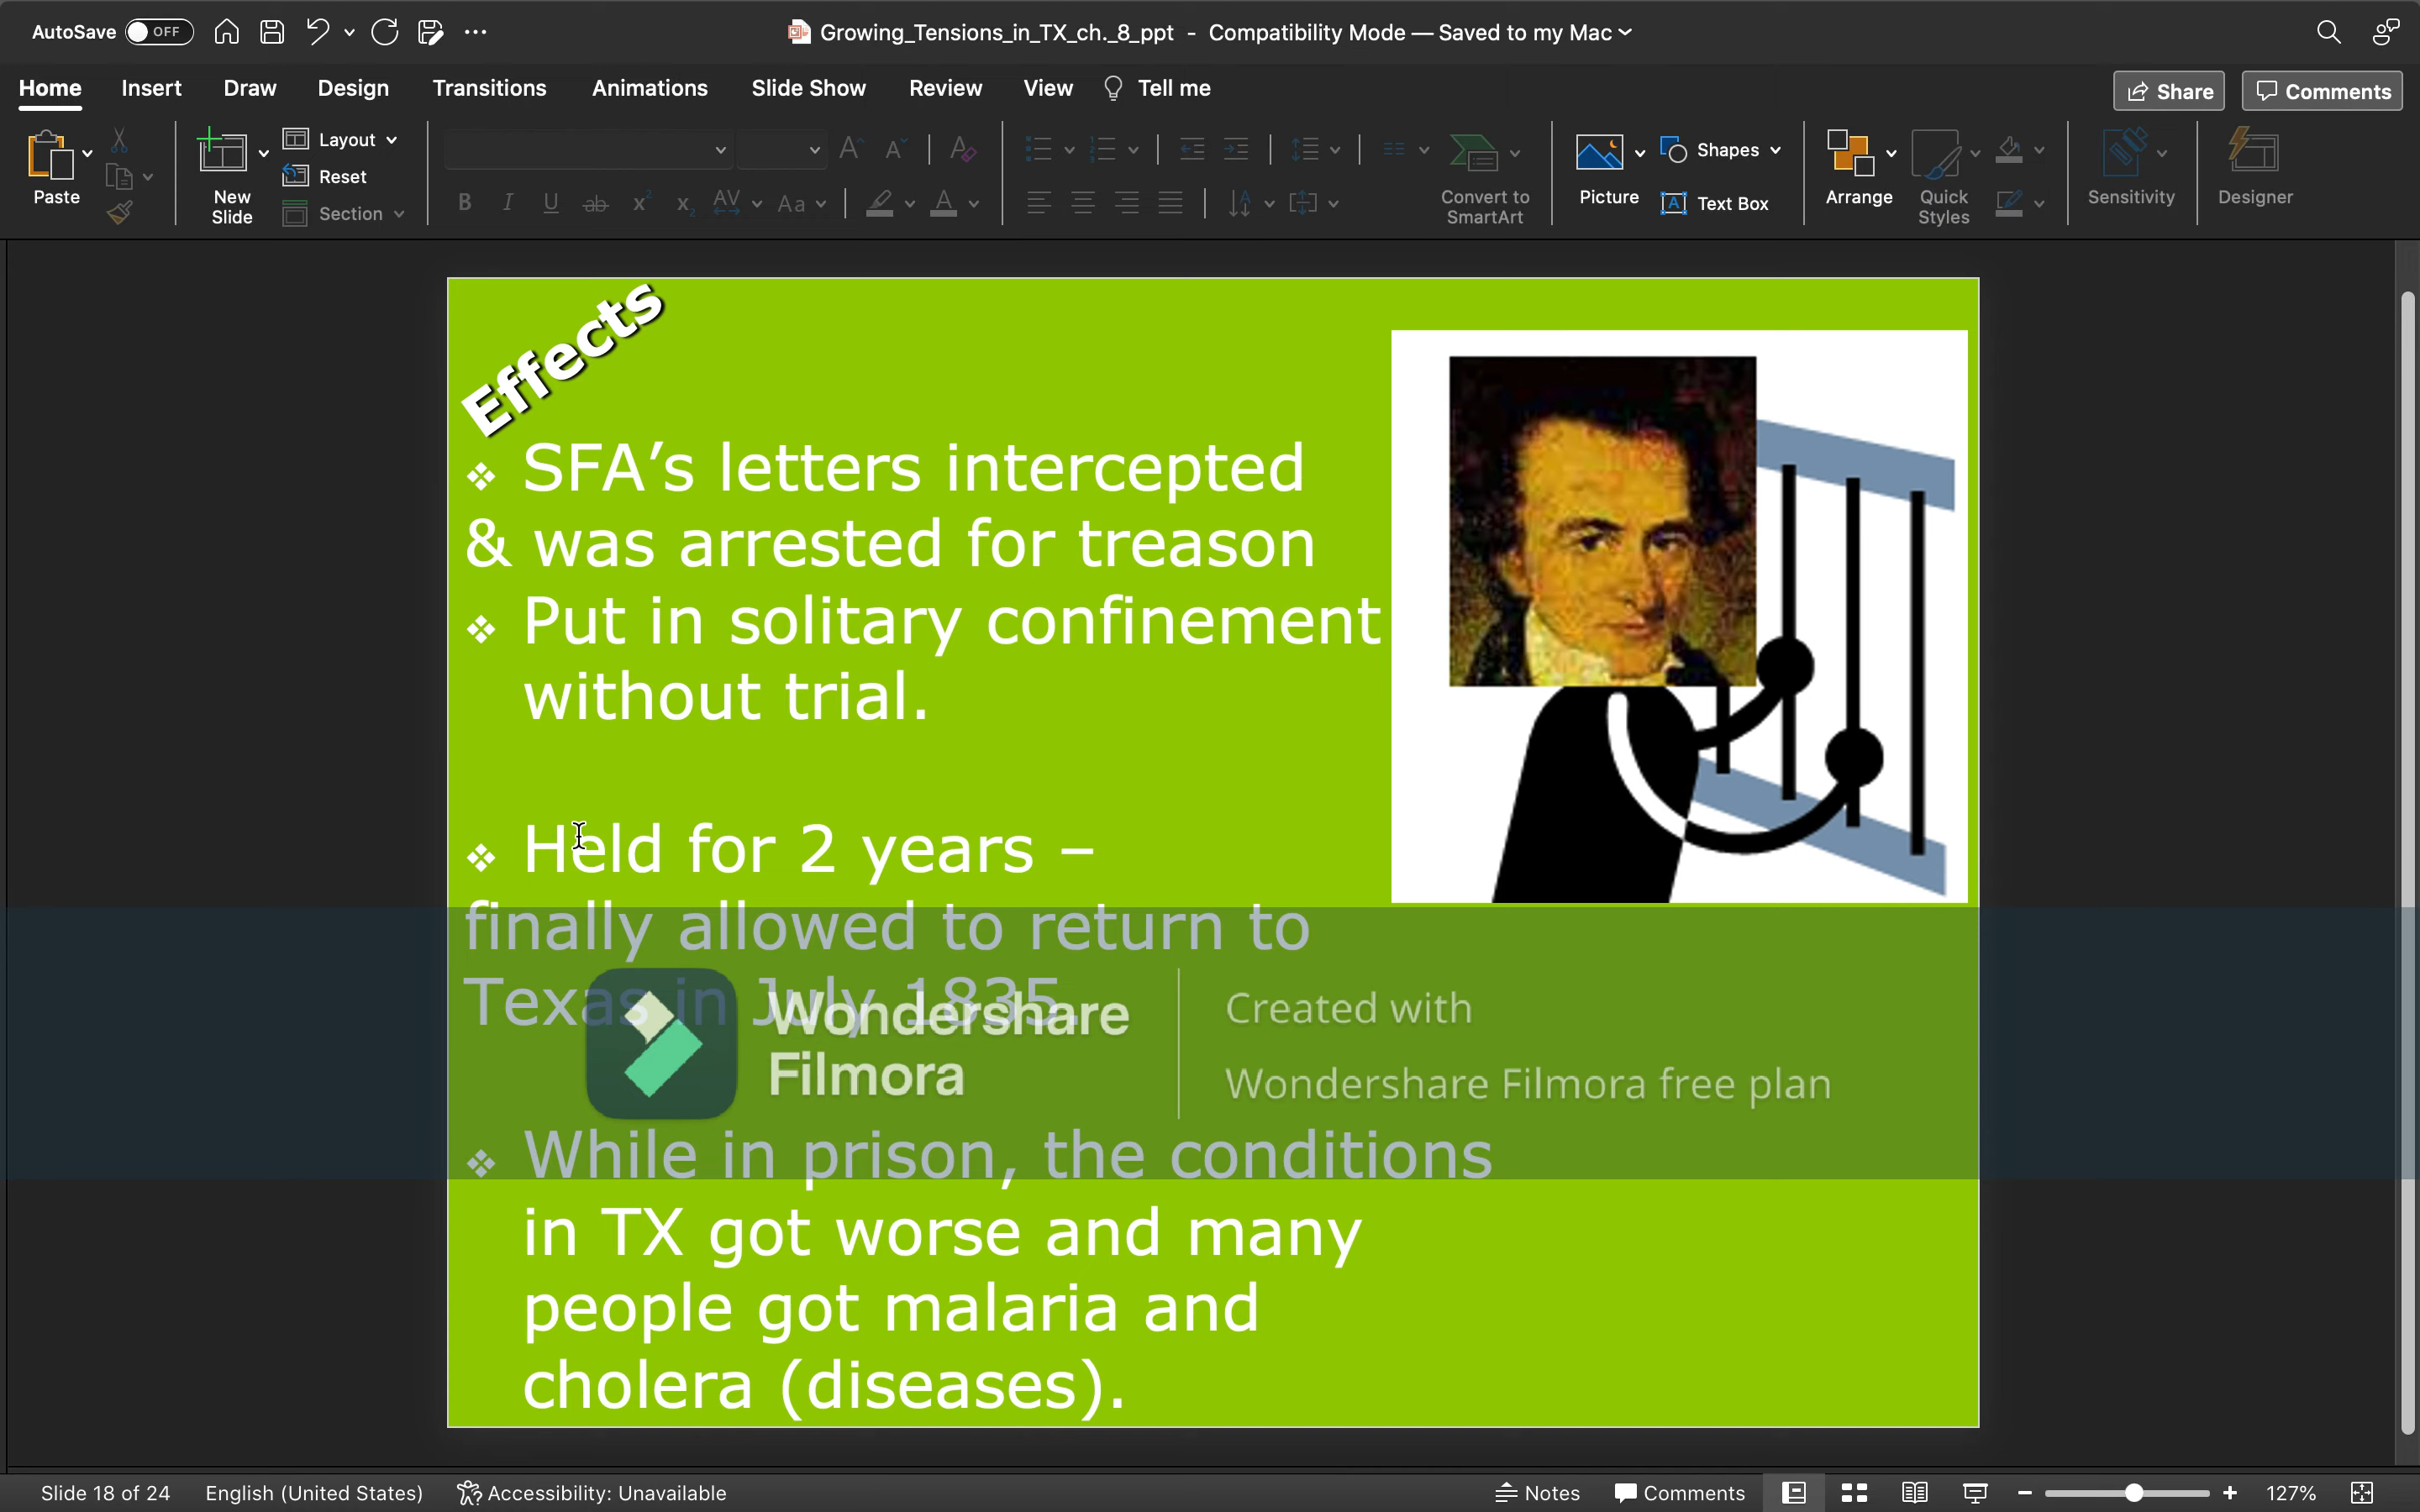 AutoSave OFF
Growing_Tensions_in_TX_ch._8_ppt - Compatibility Mode — Saved to my Mac
Home Insert Draw Design Transitions Animations Slide Show Review View Tell me Share Comments
Paste
New Slide
Layout
Reset
Section
Convert to SmartArt
Picture
Shapes
Text Box
Arrange
Quick Styles
Sensitivity
Designer
Effects
❖ SFA’s letters intercepted
& was arrested for treason
❖ Put in solitary confinement
without trial.
❖ Held for 2 years –
finally allowed to return to
Texas in July 1835.
Wondershare
Filmora
Created with
Wondershare Filmora free plan
❖ While in prison, the conditions
in TX got worse and many
people got malaria and
cholera (diseases).
Slide 18 of 24 English (United States) Accessibility: Unavailable Notes Comments 127%